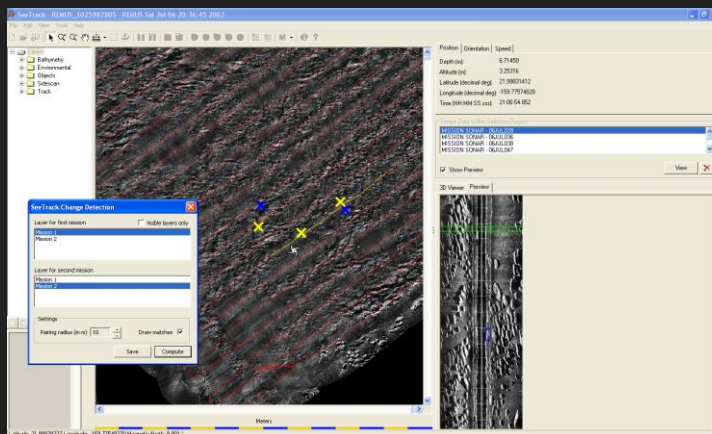 SeeTrack - REMUS_1025987805 - REMUS Sat Jul 06 20:36:45 2002
File Edit View Tools Help
Layers
Bathymetry
Environmental
Objects
Sidescan
Track
SeeTrack Change Detection
Layer for first mission
Visible layers only
Mission 1
Mission 2
Layer for second mission
Mission 1
Mission 2
Settings
Pairing radius (in m) 10
Draw matches
Save
Compute
Meters
Position Orientation Speed
Depth (m) 6.71450
Altitude (m) 3.25316
Latitude (decimal deg) 21.99831412
Longitude (decimal deg) -159.77574828
Time (HH:MM:SS.sss) 21:06:54.852
MISSION SONAR - 06JUL039
MISSION SONAR - 06JUL036
MISSION SONAR - 06JUL038
MISSION SONAR - 06JUL047
Show Preview
View
3D Viewer Preview